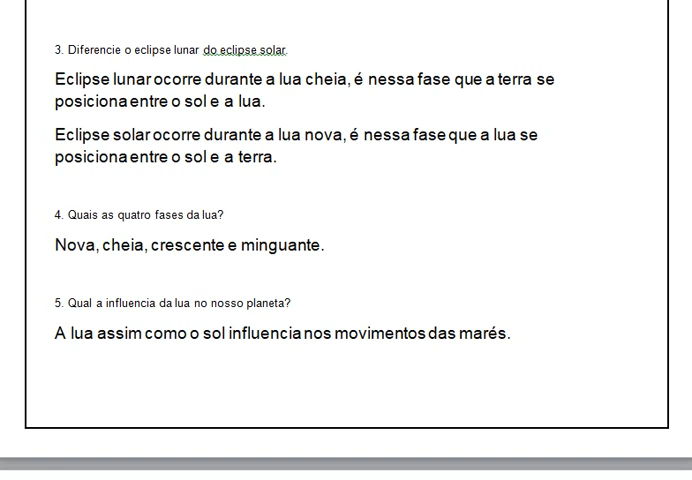 3. Diferencie o eclipse lunar do eclipse solar.
Eclipse lunar ocorre durante a lua cheia, é nessa fase que a terra se
posiciona entre o sol e a lua.
Eclipse solar ocorre durante a lua nova, é nessa fase que a lua se
posiciona entre o sol e a terra.
4. Quais as quatro fases da lua?
Nova, cheia, crescente e minguante.
5. Qual a influencia da lua no nosso planeta?
A lua assim como o sol influencia nos movimentos das marés.